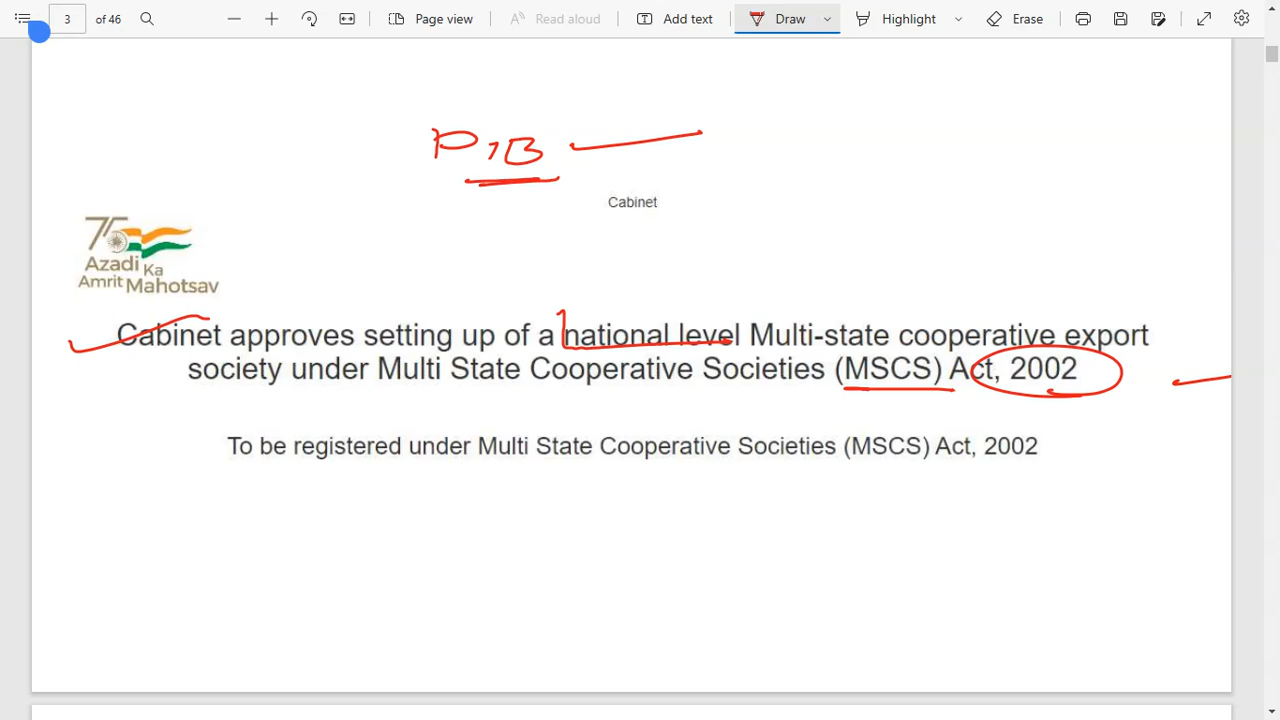 3 of 46 Page view Read aloud Add text Draw Highlight Erase
PIB
Cabinet
75
Azadi Ka
Amrit Mahotsav
Cabinet approves setting up of a national level Multi-state cooperative export
society under Multi State Cooperative Societies (MSCS) Act, 2002
To be registered under Multi State Cooperative Societies (MSCS) Act, 2002